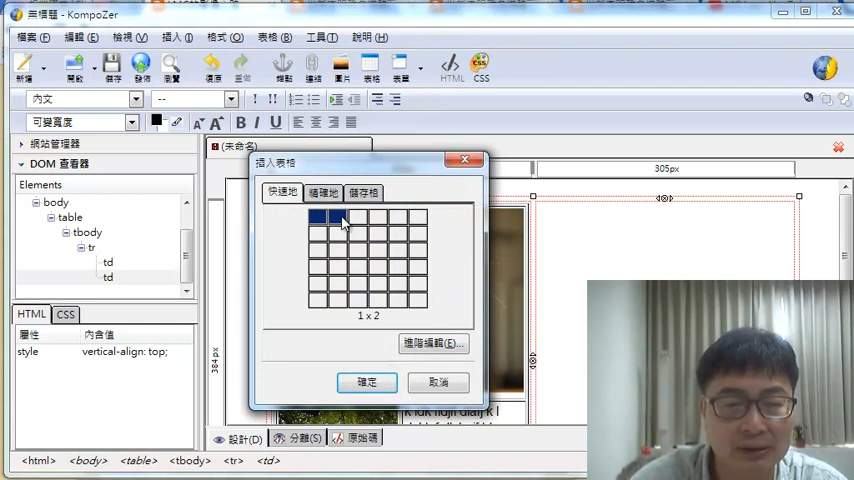 無標題 - KompoZer
檔案(F) 編輯(E) 檢視(V) 插入(I) 格式(O) 表格(B) 工具(T) 說明(H)
新增 開啟 儲存 發佈 瀏覽 復原 重做 錨點 連結 圖片 表格 表單 HTML CSS
內文 --
可變寬度 B I U
網站管理器
DOM 查看器
Elements
body
table
tbody
tr
td
td
HTML CSS
屬性 內含值
style vertical-align: top;
(未命名)
305px
384 px
插入表格
快速地 精確地 儲存格
1 x 2
進階編輯(E)...
確定 取消
設計(D) 分離(S) 原始碼
<html> <body> <table> <tbody> <tr> <td>